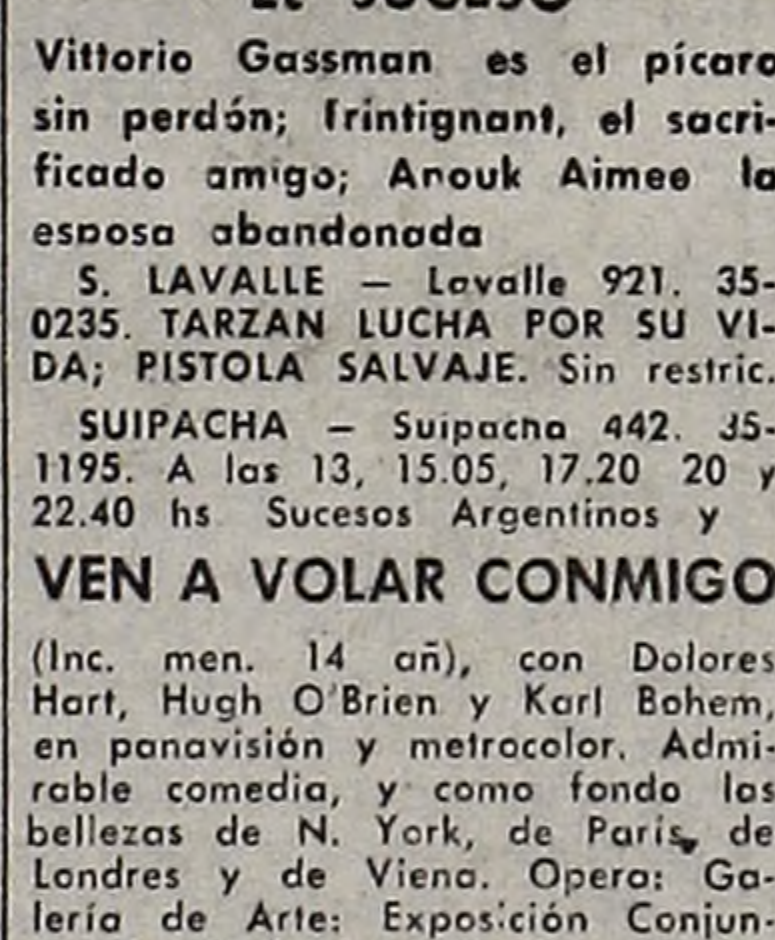 EL SUCESO
Vittorio Gassman es el pícaro
sin perdón; Trintignant, el sacri-
ficado amigo; Anouk Aimee la
esposa abandonada
S. LAVALLE — Lavalle 921. 35-
0235. TARZAN LUCHA POR SU VI-
DA; PISTOLA SALVAJE. Sin restric.
SUIPACHA — Suipacha 442. 35-
1195. A las 13, 15.05, 17.20 20 y
22.40 hs Sucesos Argentinos y
VEN A VOLAR CONMIGO
(Inc. men. 14 añ), con Dolores
Hart, Hugh O'Brien y Karl Bohem,
en panavisión y metrocolor. Admi-
rable comedia, y como fondo las
bellezas de N. York, de París, de
Londres y de Viena. Opera: Ga-
lería de Arte: Exposición Conjun-